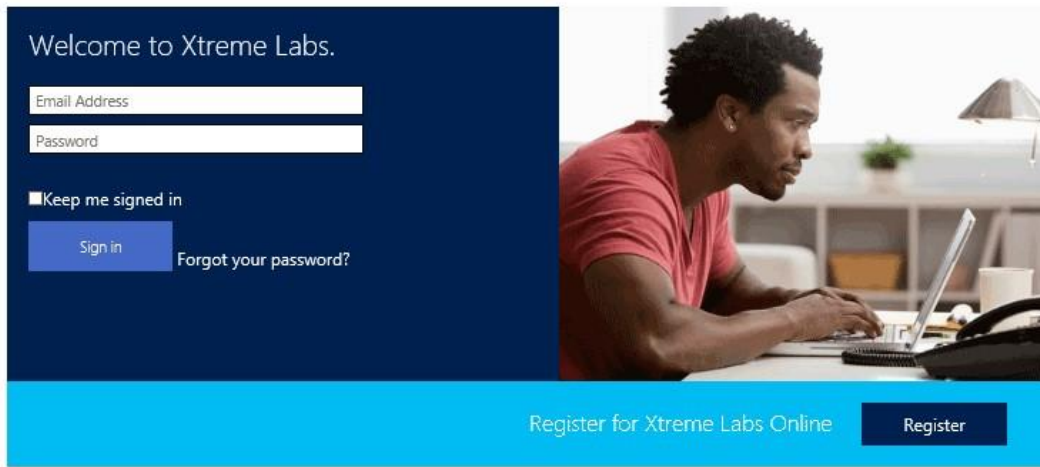 Welcome to Xtreme Labs.
Email Address
Password
Keep me signed in
Sign in
Forgot your password?
Register for Xtreme Labs Online
Register